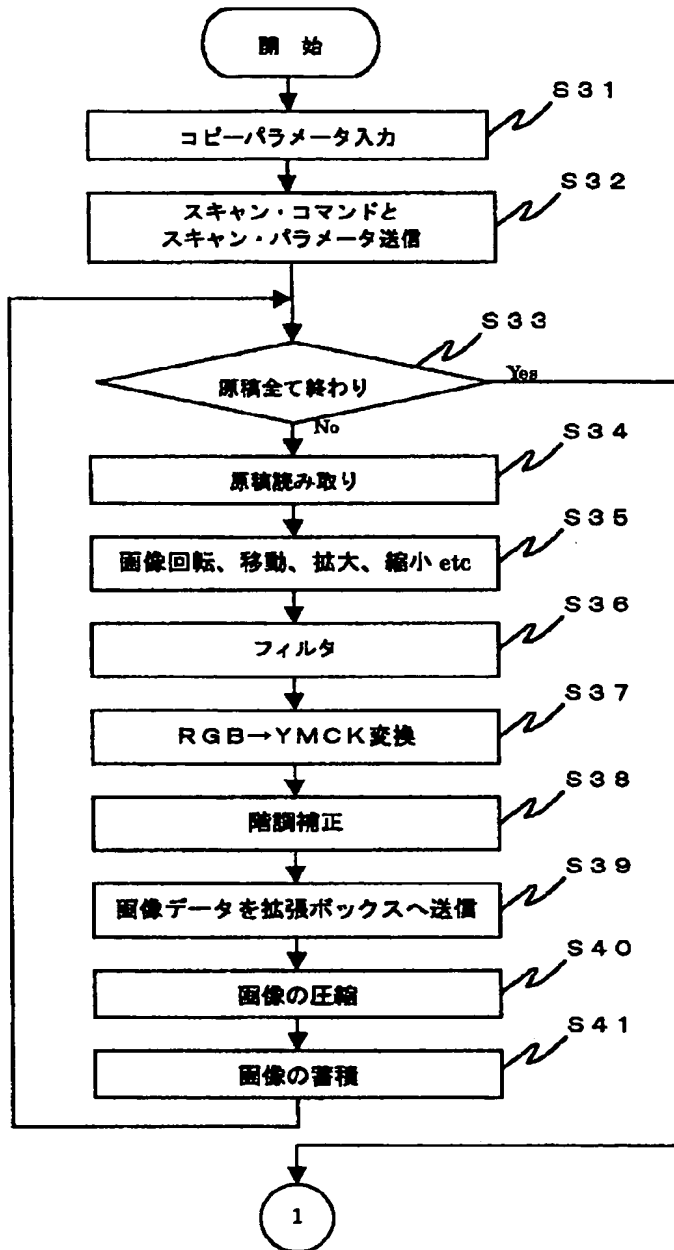 開 始
S31
コピーパラメータ入力
S32
スキャン・コマンドと
スキャン・パラメータ送信
S33
原稿全て終わり
Yes
No
S34
原稿読み取り
S35
画像回転、移動、拡大、縮小 etc
S36
フィルタ
S37
RGB→YMCK変換
S38
階調補正
S39
画像データを拡張ボックスへ送信
S40
画像の圧縮
S41
画像の蓄積
1